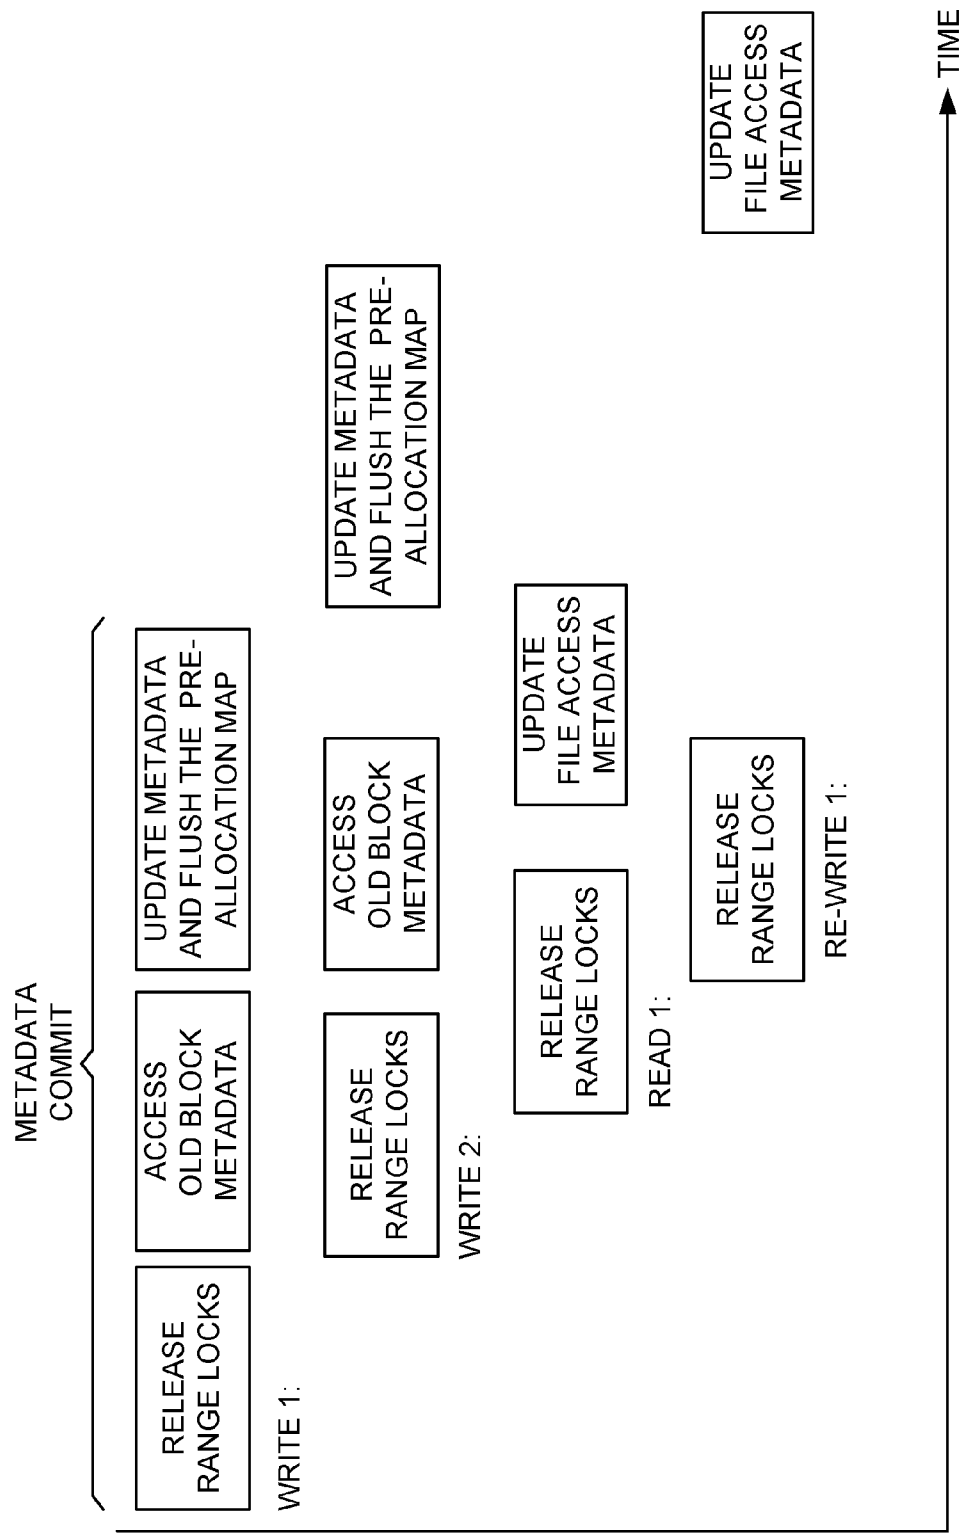 METADATA
COMMIT
RELEASE
RANGE LOCKS
ACCESS
OLD BLOCK
METADATA
UPDATE METADATA
AND FLUSH THE PRE-
ALLOCATION MAP
WRITE 1:
RELEASE
RANGE LOCKS
ACCESS
OLD BLOCK
METADATA
UPDATE METADATA
AND FLUSH THE PRE-
ALLOCATION MAP
WRITE 2:
RELEASE
RANGE LOCKS
UPDATE
FILE ACCESS
METADATA
READ 1:
RELEASE
RANGE LOCKS
UPDATE
FILE ACCESS
METADATA
RE-WRITE 1:
TIME